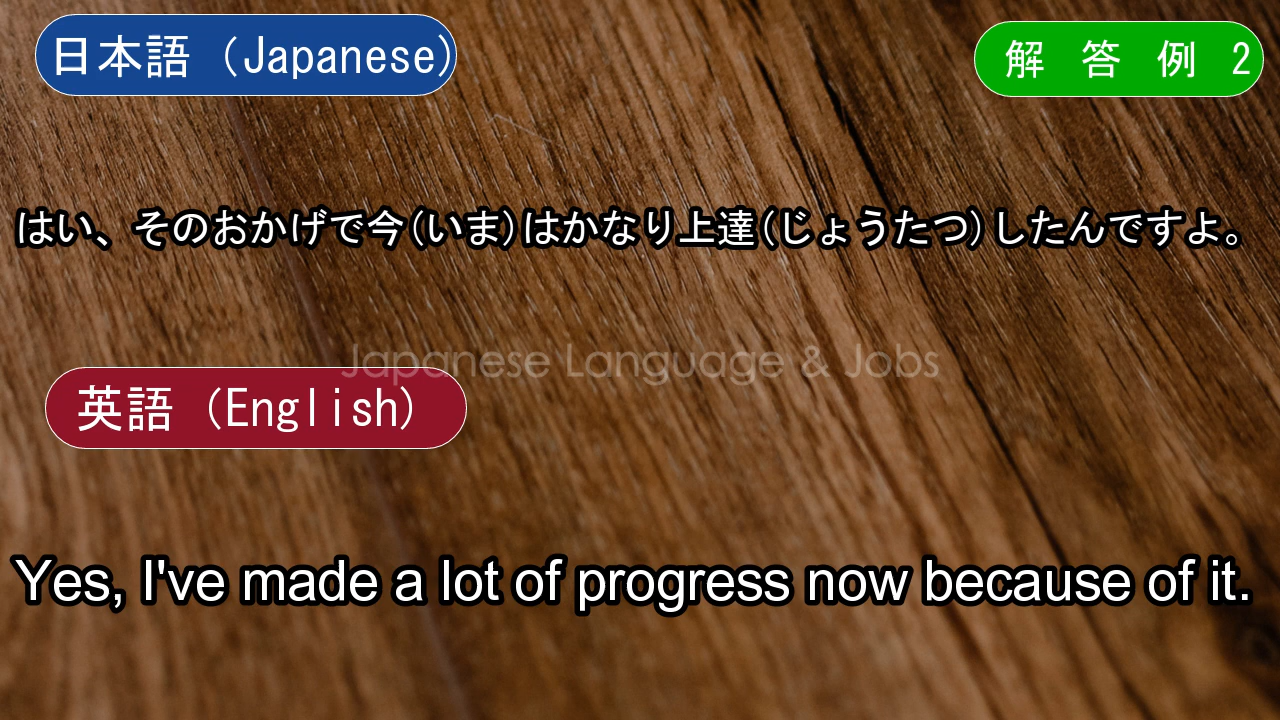 日本語 (Japanese)
解答例 2
はい、そのおかげで今(いま)はかなり上達(じょうたつ)したんですよ。
Japanese Language & Jobs
英語 (English)
Yes, I've made a lot of progress now because of it.